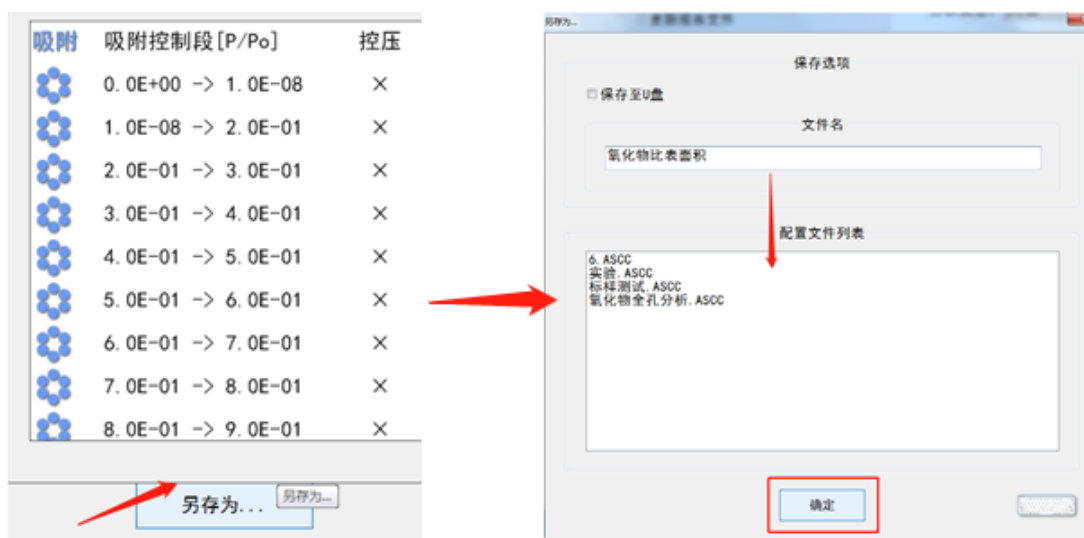 吸附 吸附控制段[P/Po] 控压
0.0E+00 -> 1.0E-08 ×
1.0E-08 -> 2.0E-01 ×
2.0E-01 -> 3.0E-01 ×
3.0E-01 -> 4.0E-01 ×
4.0E-01 -> 5.0E-01 ×
5.0E-01 -> 6.0E-01 ×
6.0E-01 -> 7.0E-01 ×
7.0E-01 -> 8.0E-01 ×
8.0E-01 -> 9.0E-01 ×
另存为...
另存为...
另存为...
保存选项
保存至U盘
文件名
氧化物比表面积
配置文件列表
6.ASCC
实验.ASCC
标样测试.ASCC
氧化物全孔分析.ASCC
确定